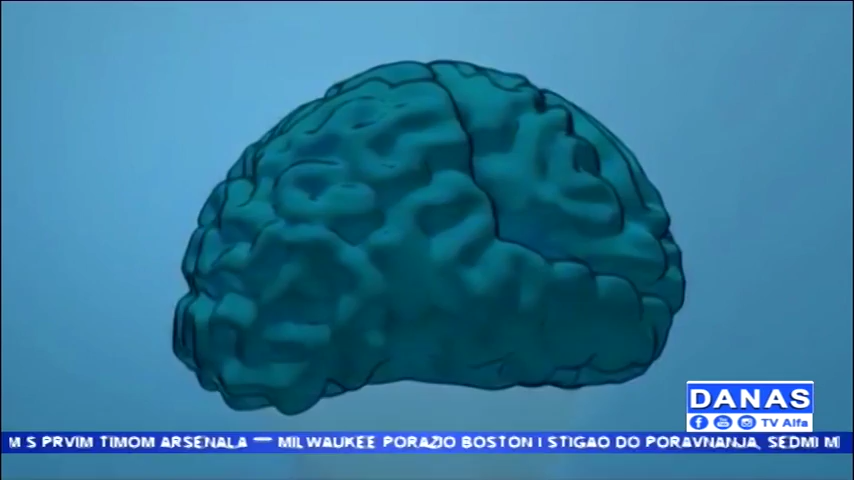 DANAS
TV Alfa
M S PRVIM TIMOM ARSENALA — MILWAUKEE PORAZIO BOSTON I STIGAO DO PORAVNANJA, SEDMI M